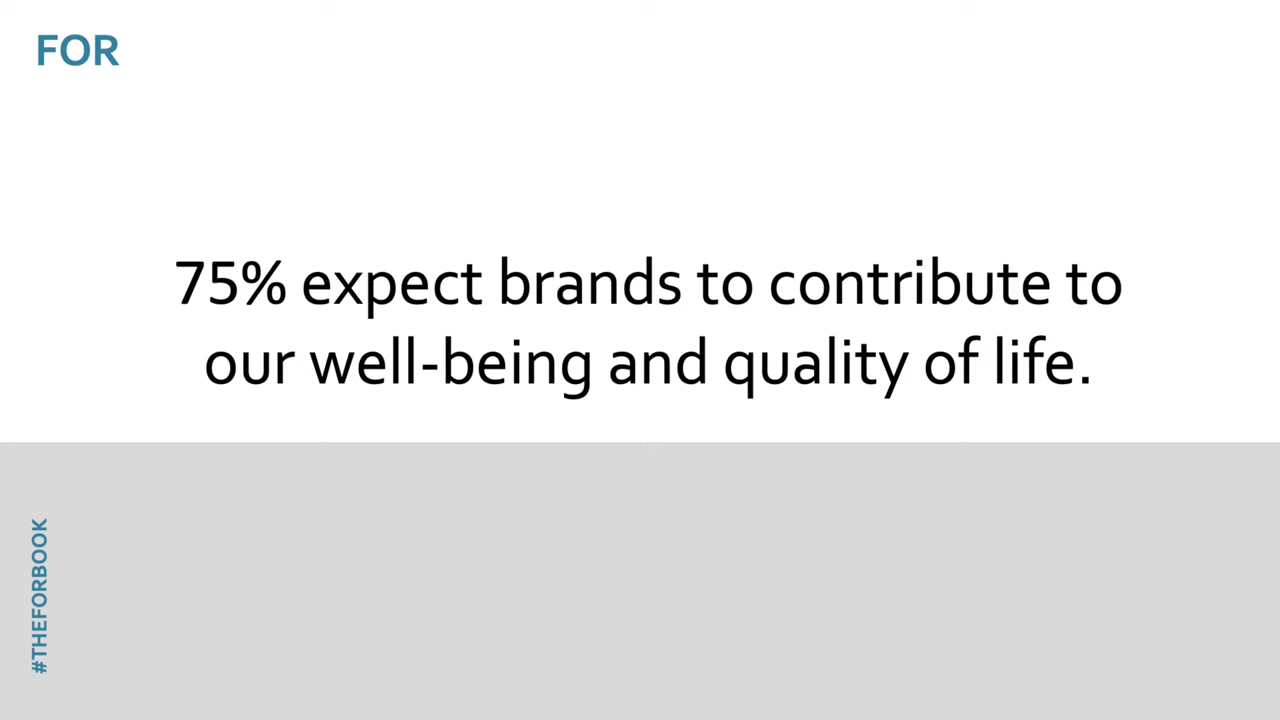 FOR
75% expect brands to contribute to
our well-being and quality of life.
#THEFORBOOK